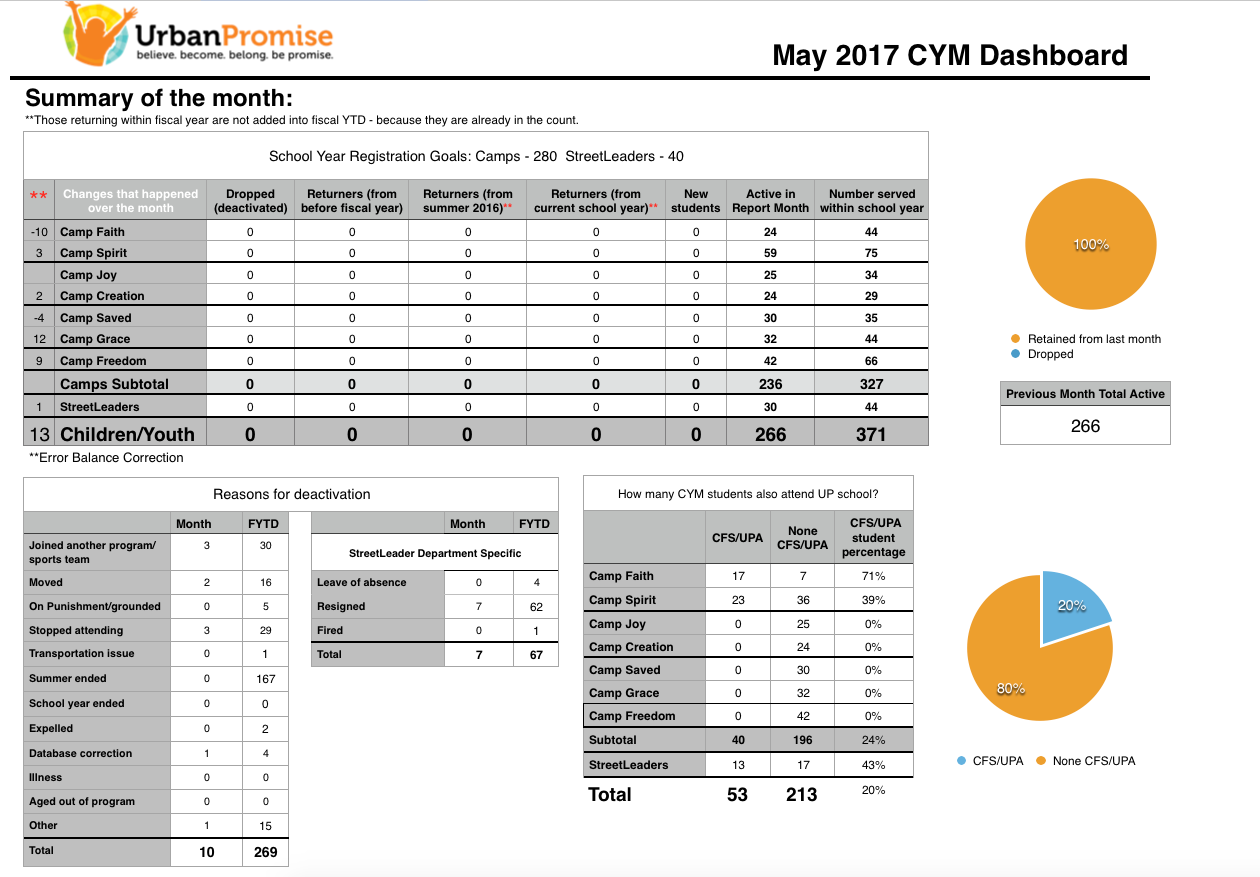 UrbanPromise
believe. become. belong. be promise.
May 2017 CYM Dashboard
Summary of the month:
**Those returning within fiscal year are not added into fiscal YTD - because they are already in the count.
School Year Registration Goals: Camps - 280 StreetLeaders - 40
** Changes that happened over the month Dropped (deactivated) Returners (from before fiscal year) Returners (from summer 2016)** Returners (from current school year)** New students Active in Report Month Number served within school year
-10 Camp Faith 0 0 0 0 0 24 44
3 Camp Spirit 0 0 0 0 0 59 75
Camp Joy 0 0 0 0 0 25 34
2 Camp Creation 0 0 0 0 0 24 29
-4 Camp Saved 0 0 0 0 0 30 35
12 Camp Grace 0 0 0 0 0 32 44
9 Camp Freedom 0 0 0 0 0 42 66
Camps Subtotal 0 0 0 0 0 236 327
1 StreetLeaders 0 0 0 0 0 30 44
13 Children/Youth 0 0 0 0 0 266 371
**Error Balance Correction
100%
Retained from last month
Dropped
Previous Month Total Active
266
Reasons for deactivation
Month FYTD
Joined another program/ sports team 3 30
Moved 2 16
On Punishment/grounded 0 5
Stopped attending 3 29
Transportation issue 0 1
Summer ended 0 167
School year ended 0 0
Expelled 0 2
Database correction 1 4
Illness 0 0
Aged out of program 0 0
Other 1 15
Total 10 269
Month FYTD
StreetLeader Department Specific
Leave of absence 0 4
Resigned 7 62
Fired 0 1
Total 7 67
How many CYM students also attend UP school?
CFS/UPA None CFS/UPA CFS/UPA student percentage
Camp Faith 17 7 71%
Camp Spirit 23 36 39%
Camp Joy 0 25 0%
Camp Creation 0 24 0%
Camp Saved 0 30 0%
Camp Grace 0 32 0%
Camp Freedom 0 42 0%
Subtotal 40 196 24%
StreetLeaders 13 17 43%
Total 53 213 20%
20%
80%
CFS/UPA None CFS/UPA